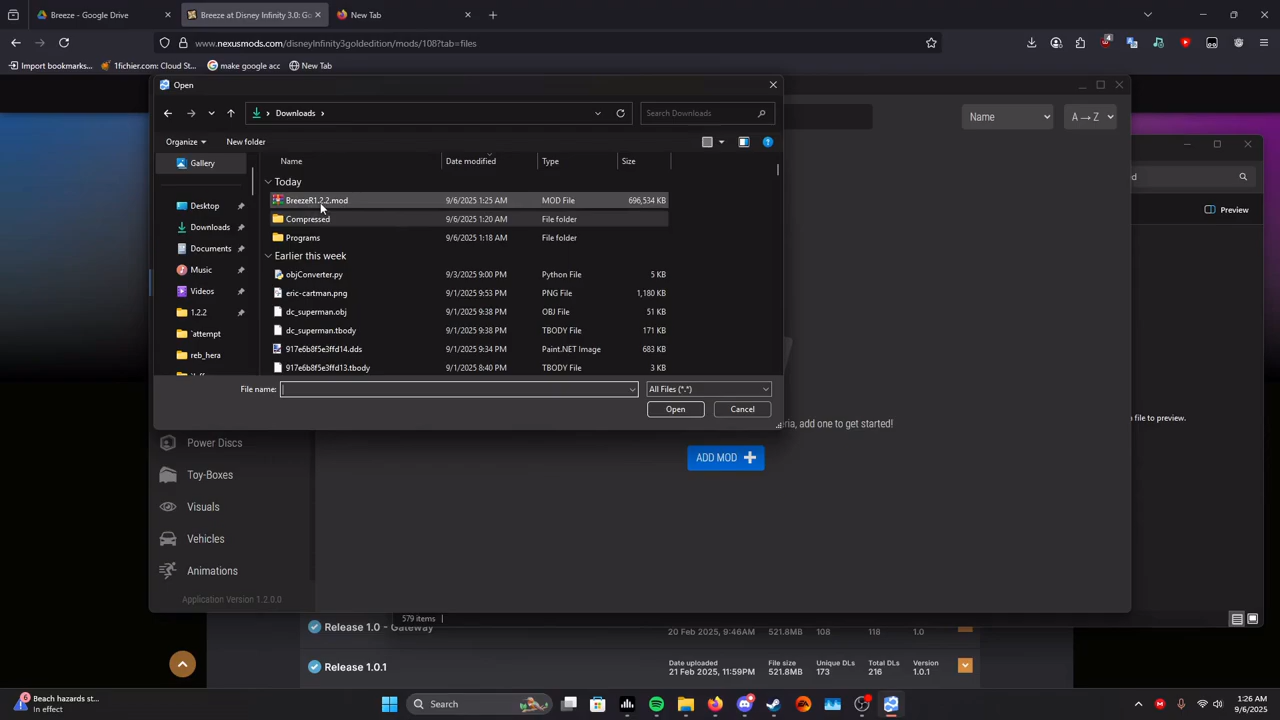 Breeze - Google Drive
Breeze at Disney Infinity 3.0: Go
New Tab
www.nexusmods.com/disneyinfinity3goldedition/mods/108?tab=files
4
Import bookmarks...
1fichier.com: Cloud St...
make google acc
New Tab
Open
Downloads
Search Downloads
Name
A → Z
Organize
New folder
Gallery
Desktop
Downloads
Documents
Music
Videos
1.2.2
`attempt
reb_hera
Name
Date modified
Type
Size
Today
BreezeR1.2.2.mod
9/6/2025 1:25 AM
MOD File
696,534 KB
Compressed
9/6/2025 1:20 AM
File folder
Programs
9/6/2025 1:18 AM
File folder
Earlier this week
objConverter.py
9/3/2025 9:00 PM
Python File
5 KB
eric-cartman.png
9/1/2025 9:53 PM
PNG File
1,180 KB
dc_superman.obj
9/1/2025 9:38 PM
OBJ File
51 KB
dc_superman.tbody
9/1/2025 9:38 PM
TBODY File
171 KB
917e6b8f5e3ffd14.dds
9/1/2025 9:34 PM
Paint.NET Image
683 KB
917e6b8f5e3ffd13.tbody
9/1/2025 8:40 PM
TBODY File
3 KB
File name:
All Files (*.*)
Open
Cancel
d
Preview
file to preview.
ria, add one to get started!
ADD MOD
Power Discs
Toy-Boxes
Visuals
Vehicles
Animations
Application Version 1.2.0.0
579 items
Release 1.0 - Gateway
20 Feb 2025, 9:46AM
521.8MB
108
118
1.0
Release 1.0.1
Date uploaded
21 Feb 2025, 11:59PM
File size
521.8MB
Unique DLs
173
Total DLs
216
Version
1.0.1
6
Beach hazards st...
In effect
Search
1:26 AM
9/6/2025